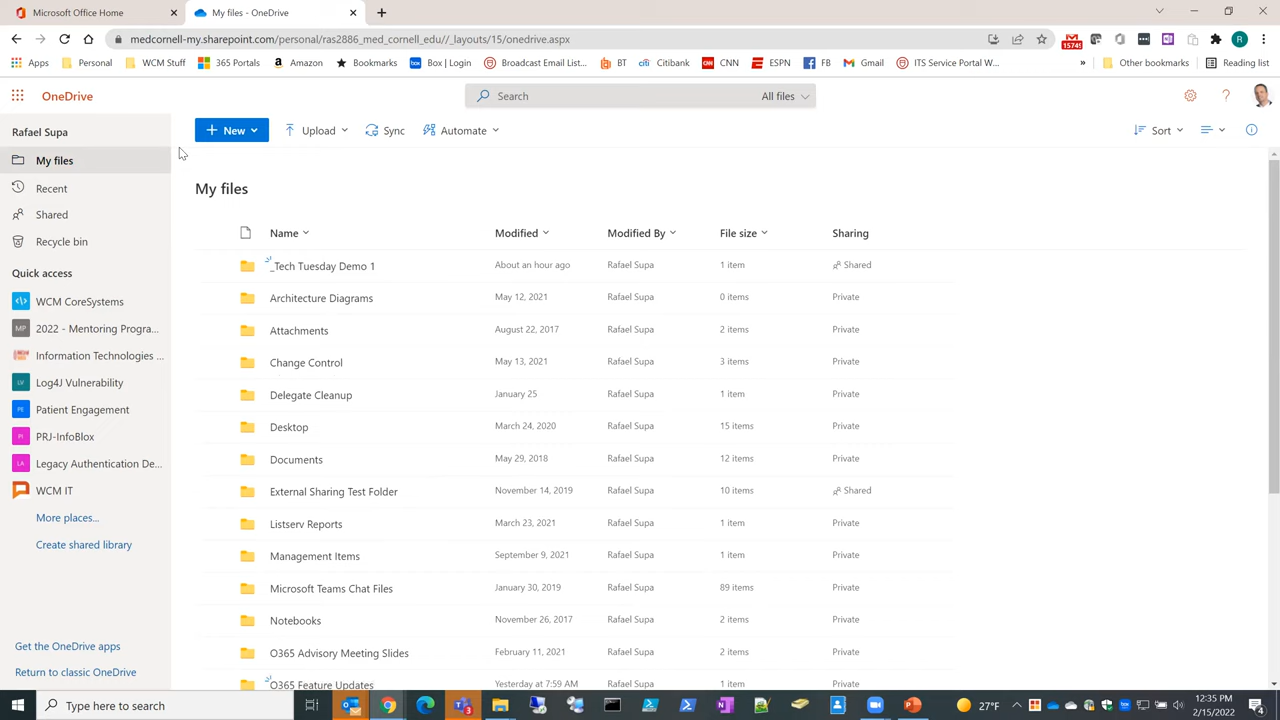 Microsoft Office Home
My files - OneDrive
medcornell-my.sharepoint.com/personal/ras2886_med_cornell_edu//_layouts/15/onedrive.aspx
15745
R
Apps
Personal
WCM Stuff
365 Portals
Amazon
Bookmarks
box
Box | Login
Broadcast Email List...
BT
citi
Citibank
CNN
CNN
ESPN
FB
Gmail
ITS Service Portal W...
»
Other bookmarks
Reading list
OneDrive
Search
All files
?
Rafael Supa
My files
Recent
Shared
Recycle bin
Quick access
WCM CoreSystems
MP
2022 - Mentoring Progra...
Information Technologies ...
LV
Log4J Vulnerability
PE
Patient Engagement
PI
PRJ-InfoBlox
LA
Legacy Authentication De...
WCM IT
More places...
Create shared library
Get the OneDrive apps
Return to classic OneDrive
+ New
Upload
Sync
Automate
Sort
My files
Name
Modified
Modified By
File size
Sharing
_Tech Tuesday Demo 1
About an hour ago
Rafael Supa
1 item
Shared
Architecture Diagrams
May 12, 2021
Rafael Supa
0 items
Private
Attachments
August 22, 2017
Rafael Supa
2 items
Private
Change Control
May 13, 2021
Rafael Supa
3 items
Private
Delegate Cleanup
January 25
Rafael Supa
1 item
Private
Desktop
March 24, 2020
Rafael Supa
15 items
Private
Documents
May 29, 2018
Rafael Supa
12 items
Private
External Sharing Test Folder
November 14, 2019
Rafael Supa
10 items
Shared
Listserv Reports
March 23, 2021
Rafael Supa
1 item
Private
Management Items
September 9, 2021
Rafael Supa
1 item
Private
Microsoft Teams Chat Files
January 30, 2019
Rafael Supa
89 items
Private
Notebooks
November 26, 2017
Rafael Supa
2 items
Private
O365 Advisory Meeting Slides
February 11, 2021
Rafael Supa
2 items
Private
O365 Feature Updates
Yesterday at 7:59 AM
Rafael Supa
1 item
Private
Type here to search
3
27°F
12:35 PM
2/15/2022
4